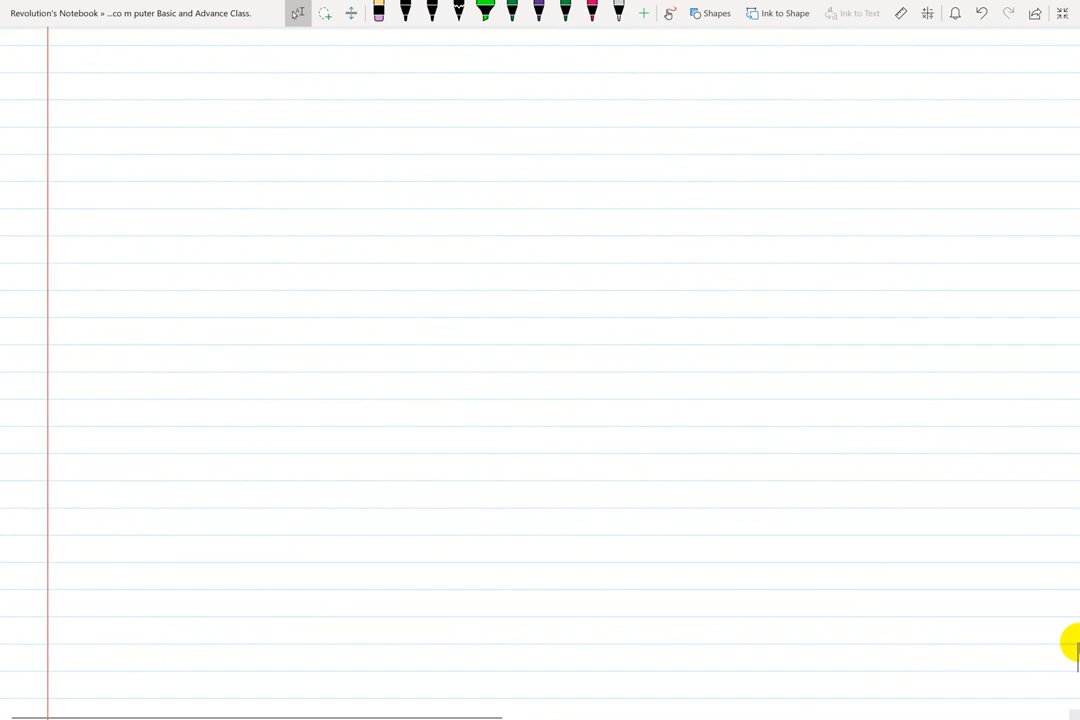 Revolution's Notebook » ...co m puter Basic and Advance Class.
Shapes
Ink to Shape
Ink to Text